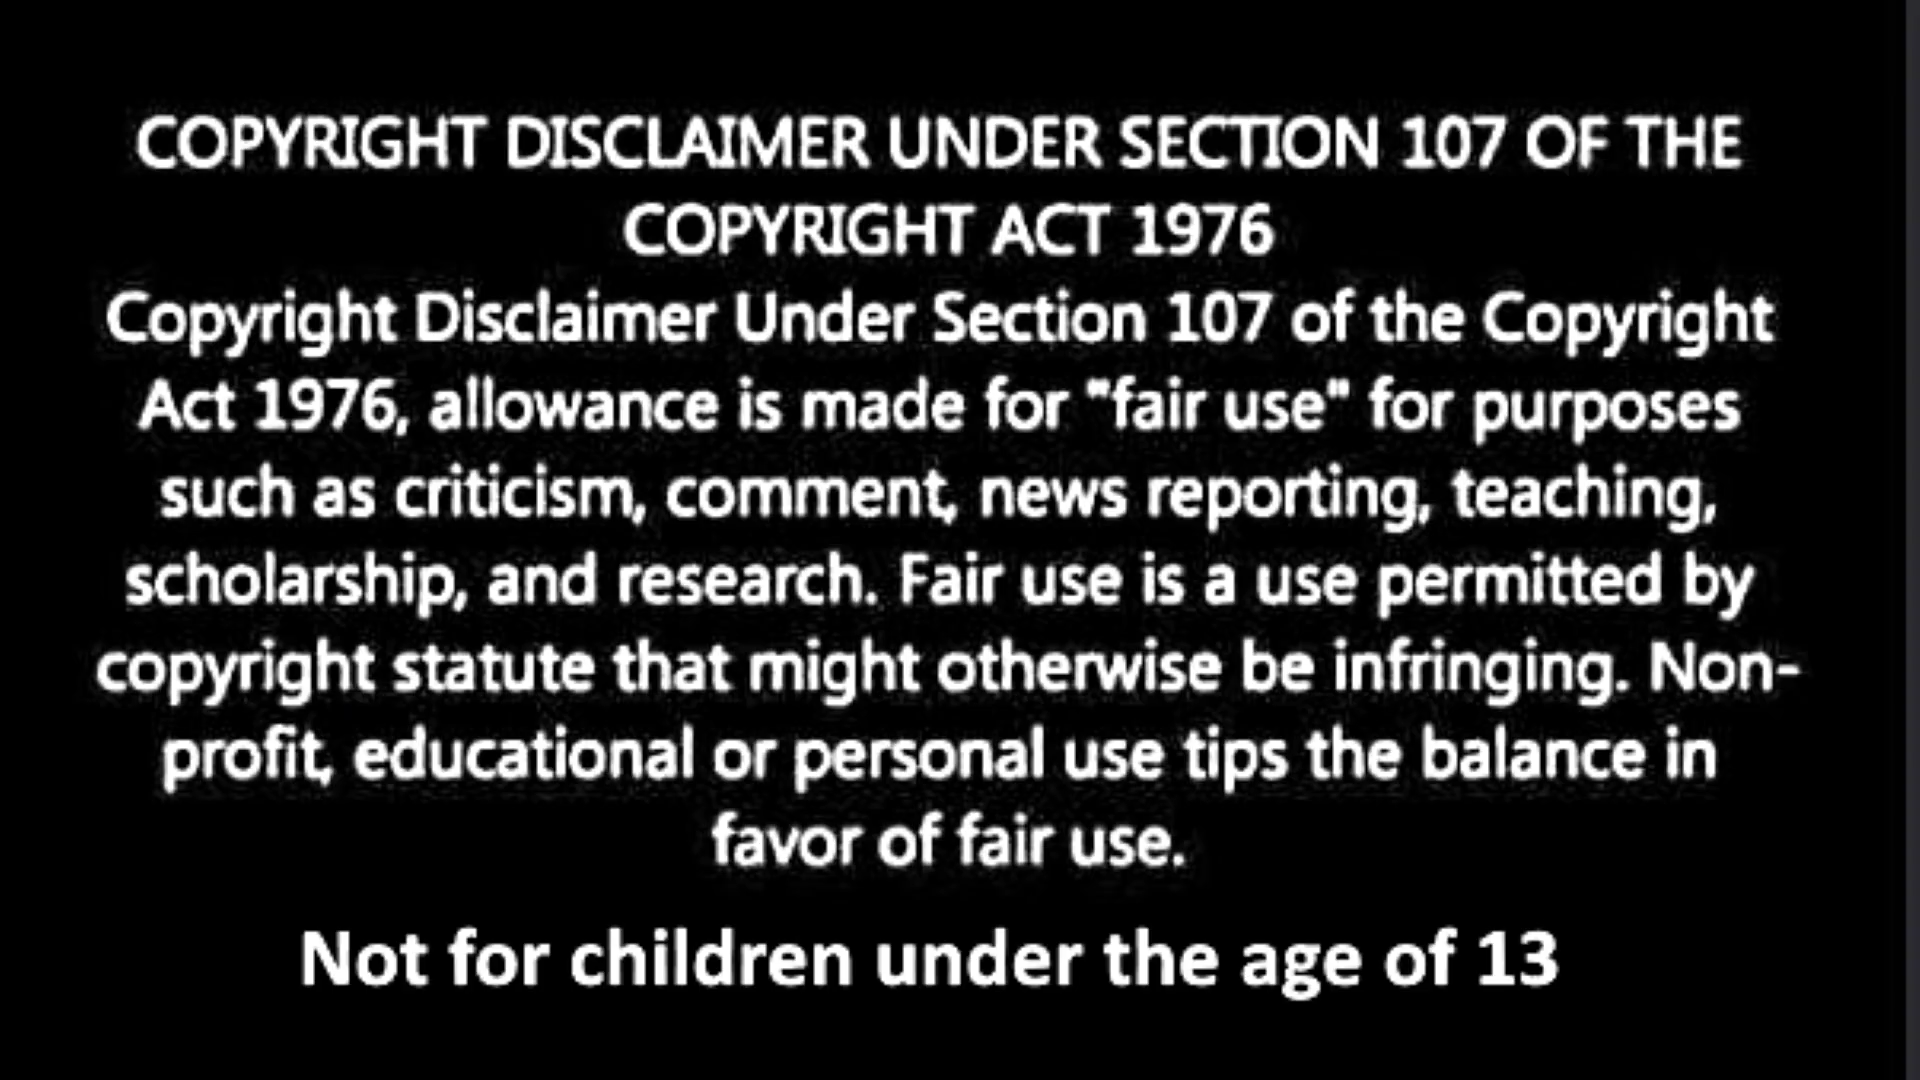 COPYRIGHT DISCLAIMER UNDER SECTION 107 OF THE
COPYRIGHT ACT 1976
Copyright Disclaimer Under Section 107 of the Copyright
Act 1976, allowance is made for "fair use" for purposes
such as criticism, comment, news reporting, teaching,
scholarship, and research. Fair use is a use permitted by
copyright statute that might otherwise be infringing. Non-
profit, educational or personal use tips the balance in
favor of fair use.
Not for children under the age of 13